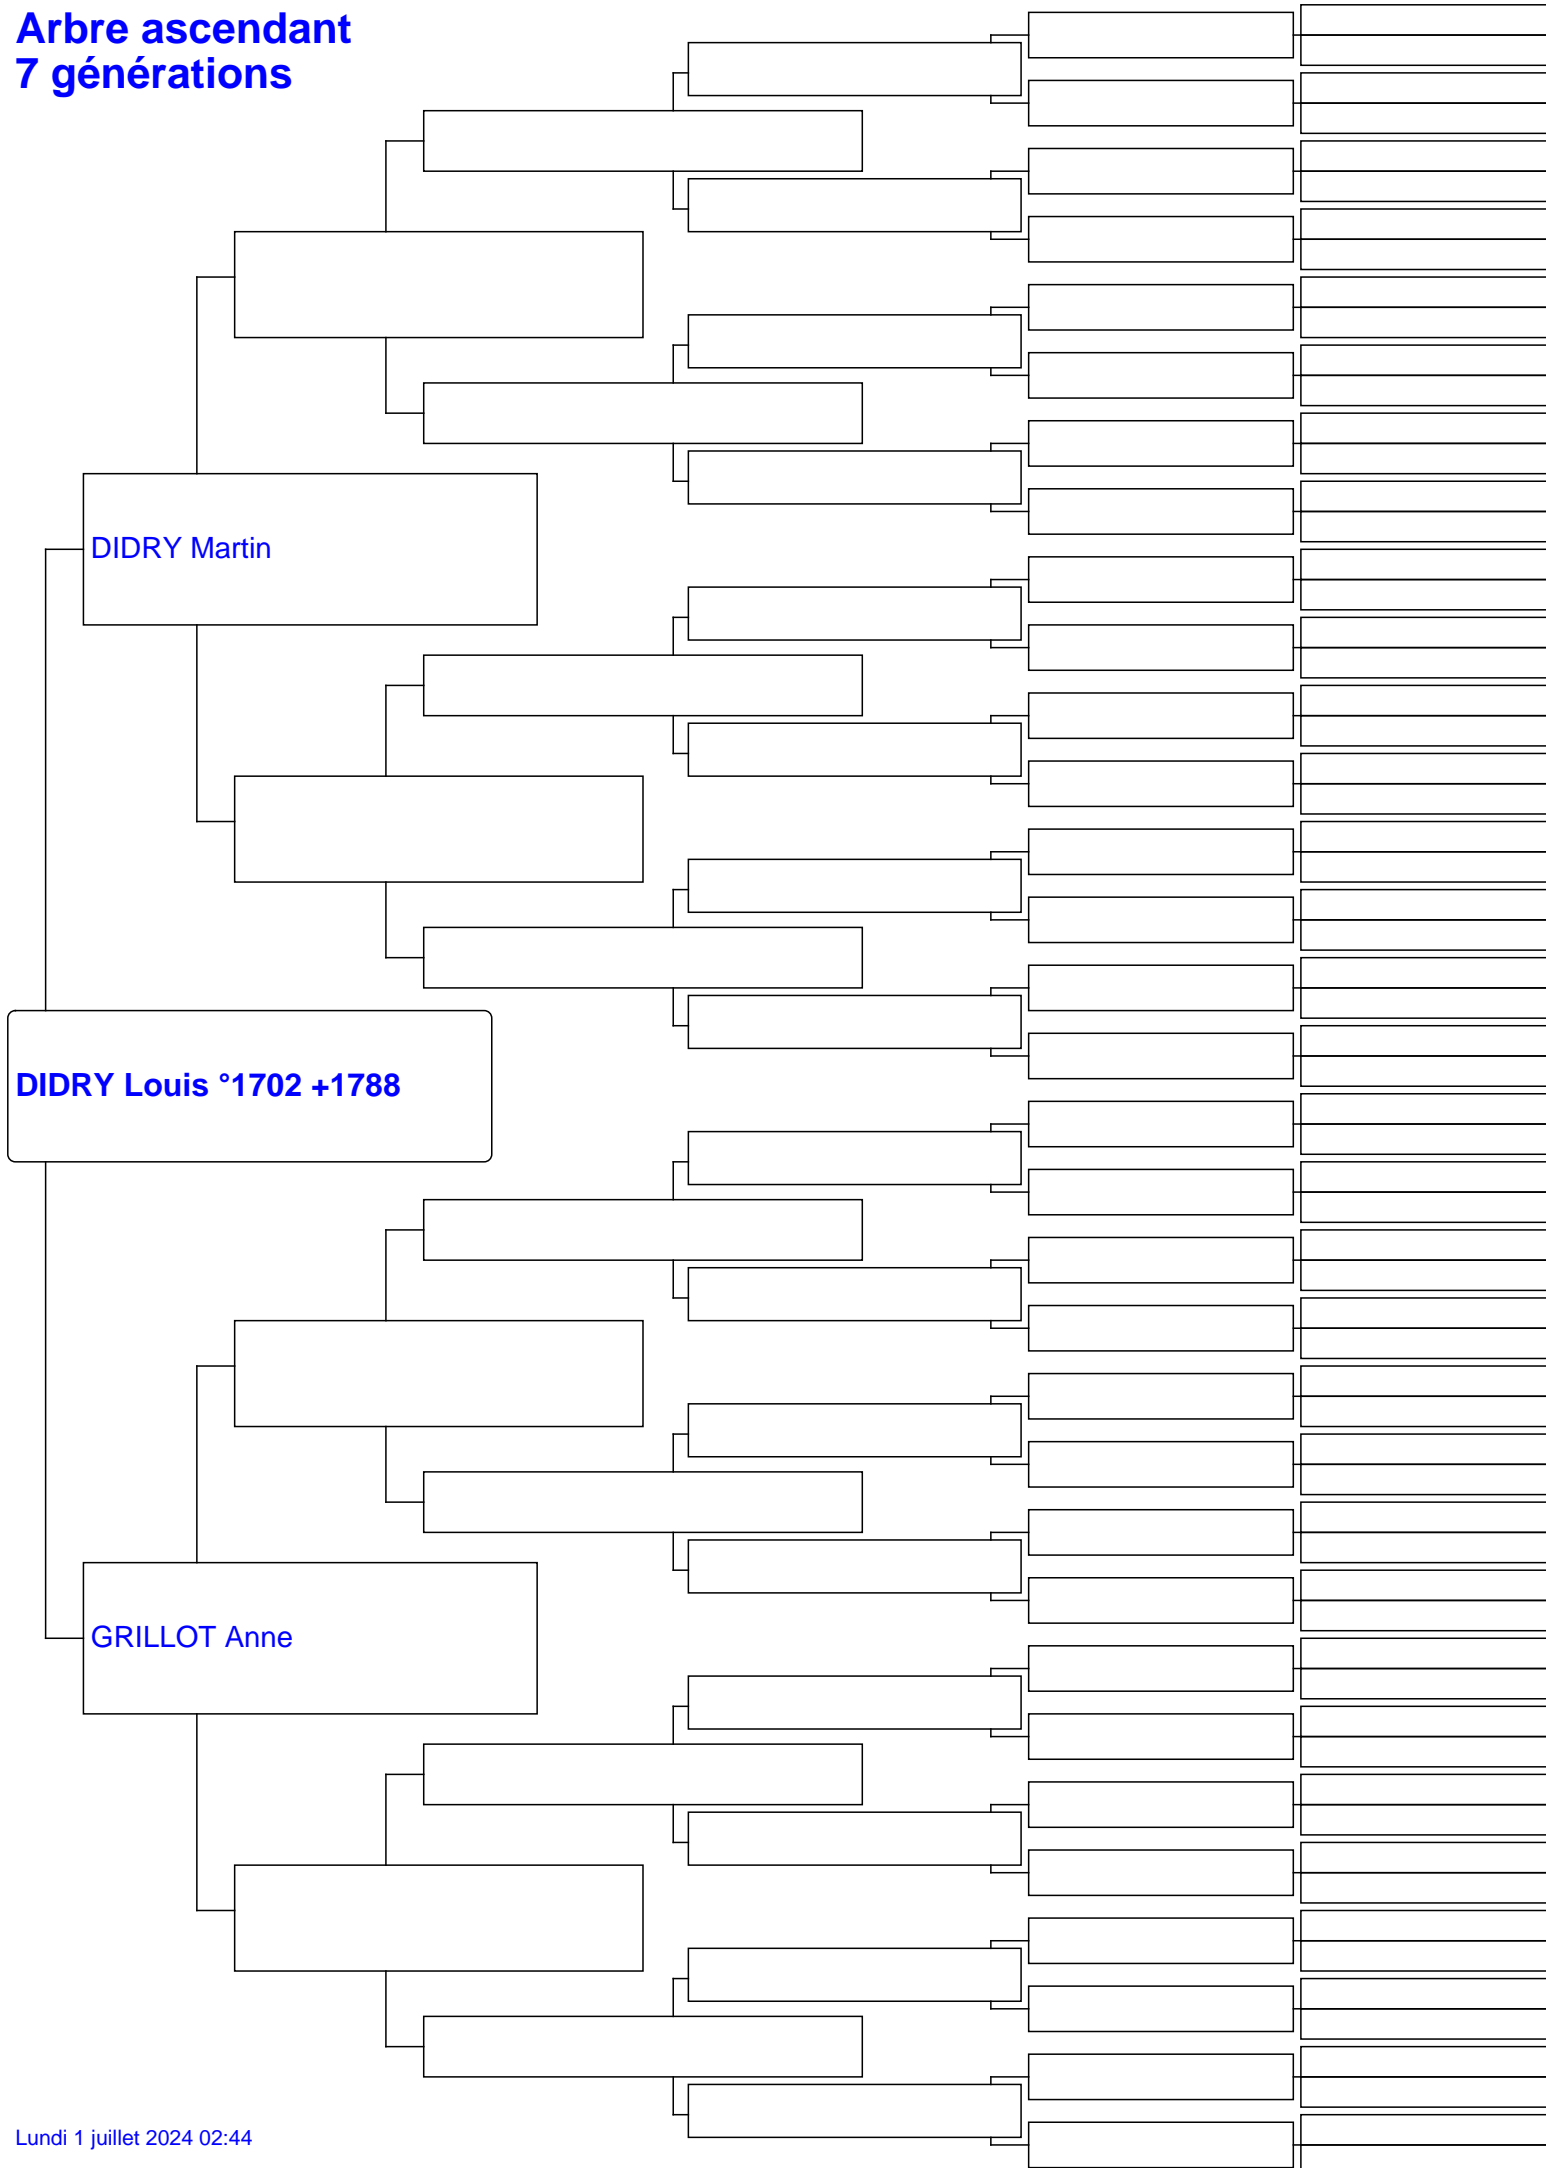 Arbre ascendant
7 générations
DIDRY Martin
DIDRY Louis °1702 +1788
GRILLOT Anne
Lundi 1 juillet 2024 02:44